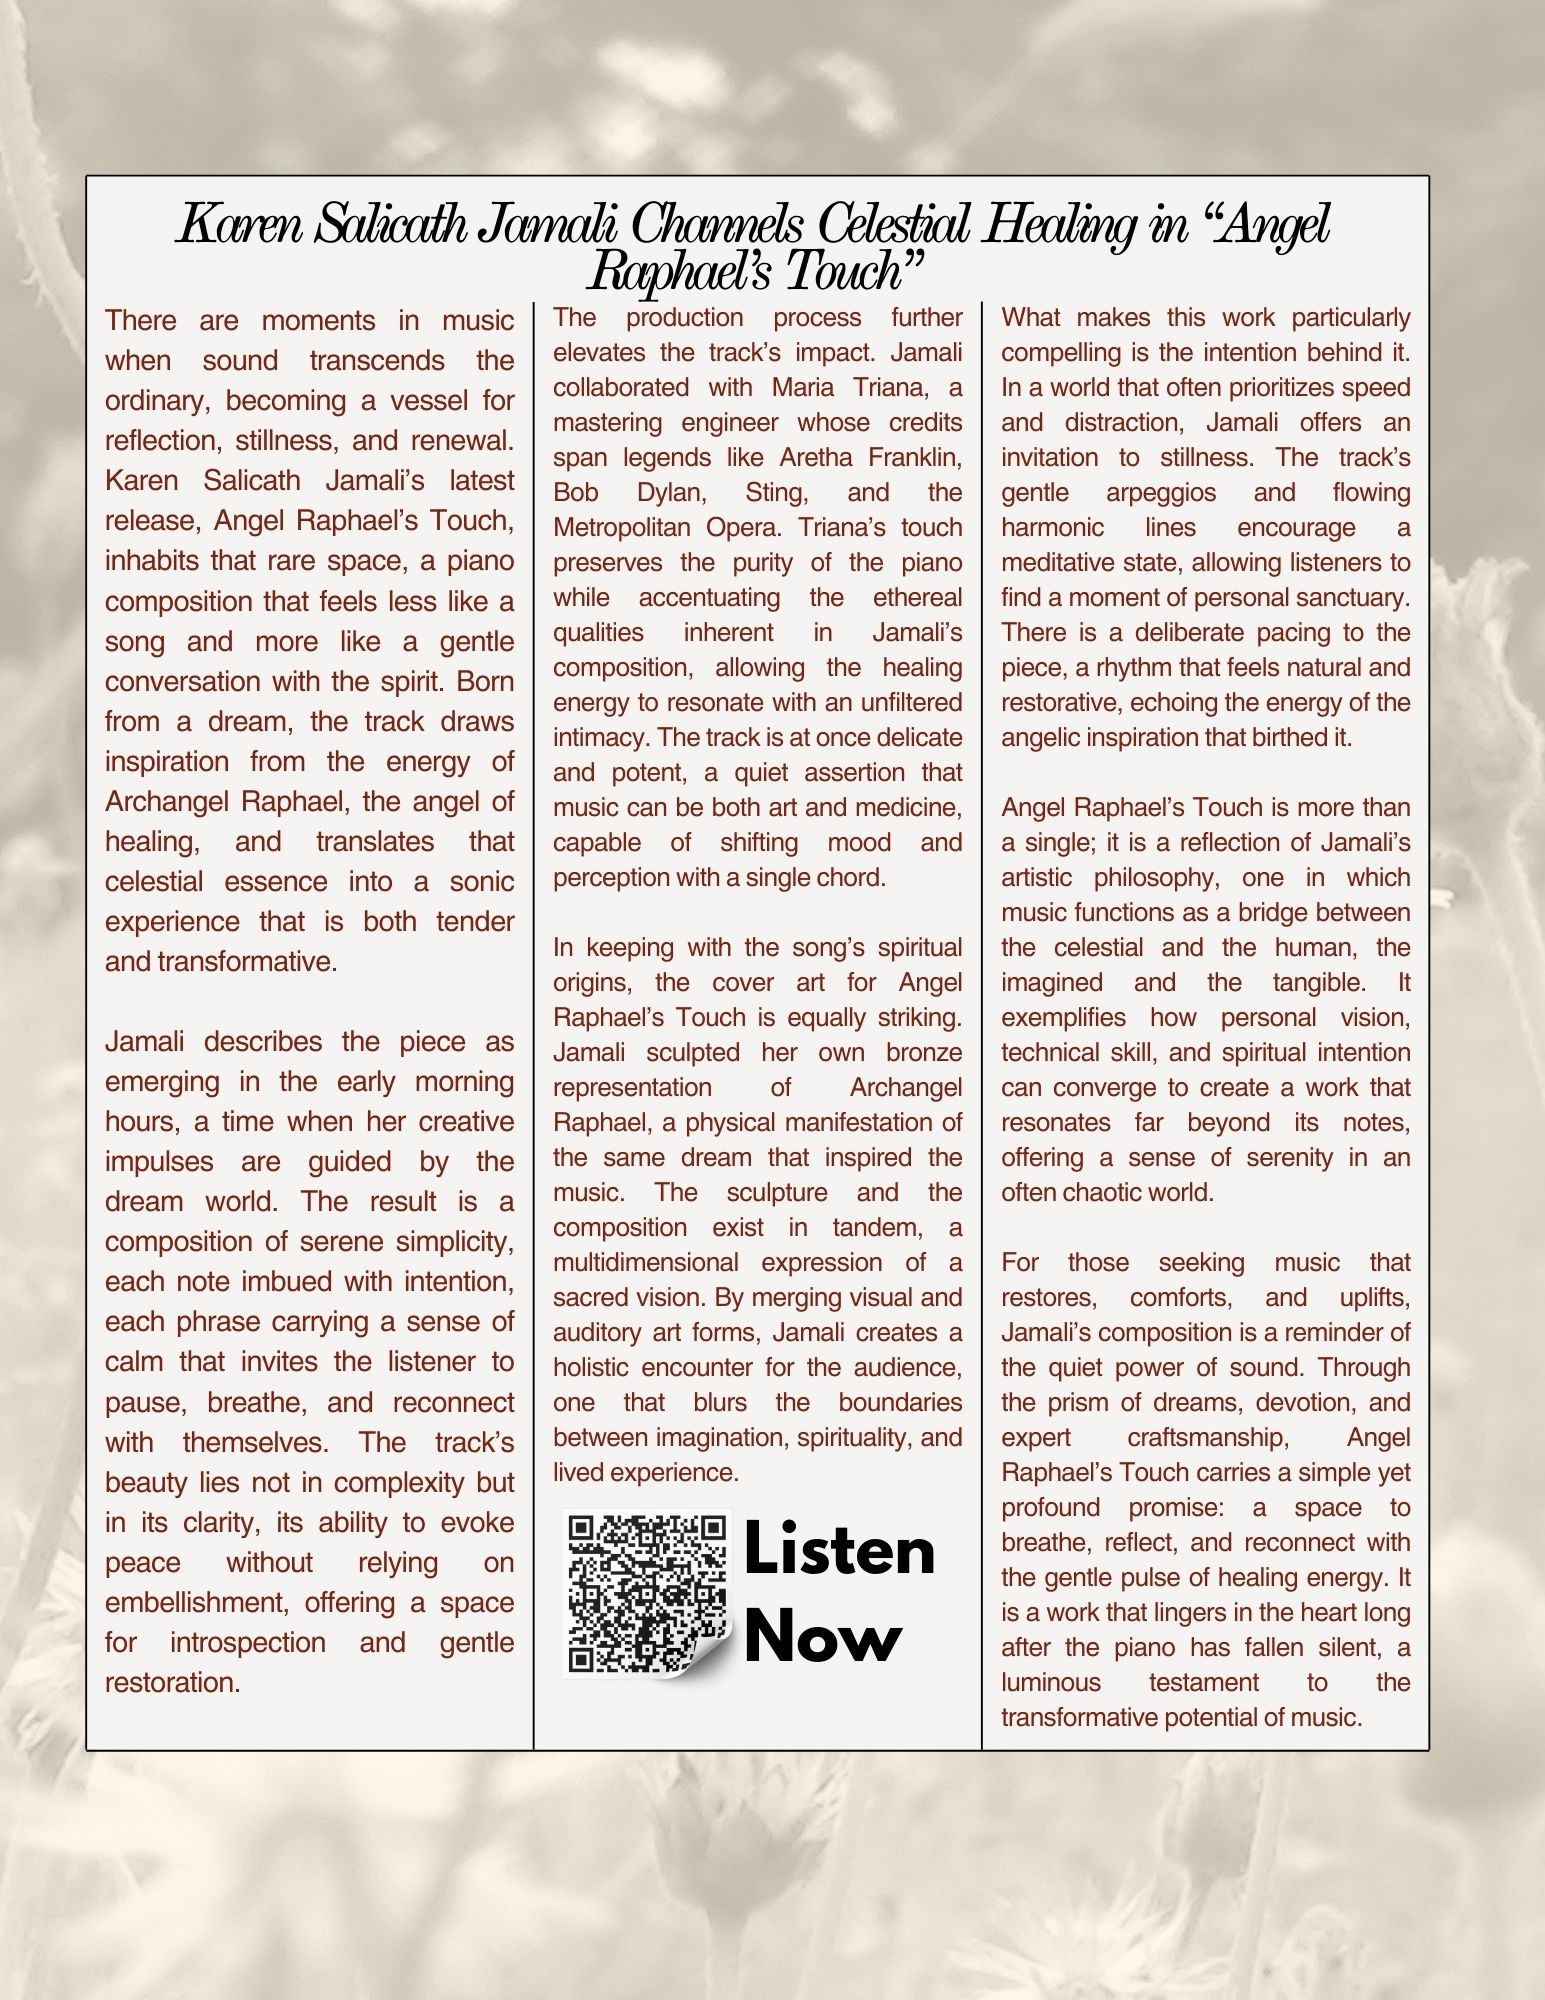 Karen Salicath Jamali Channels Celestial Healing in “Angel
Raphael’s Touch”
There are moments in music
when sound transcends the
ordinary, becoming a vessel for
reflection, stillness, and renewal.
Karen Salicath Jamali’s latest
release, Angel Raphael’s Touch,
inhabits that rare space, a piano
composition that feels less like a
song and more like a gentle
conversation with the spirit. Born
from a dream, the track draws
inspiration from the energy of
Archangel Raphael, the angel of
healing, and translates that
celestial essence into a sonic
experience that is both tender
and transformative.
Jamali describes the piece as
emerging in the early morning
hours, a time when her creative
impulses are guided by the
dream world. The result is a
composition of serene simplicity,
each note imbued with intention,
each phrase carrying a sense of
calm that invites the listener to
pause, breathe, and reconnect
with themselves. The track’s
beauty lies not in complexity but
in its clarity, its ability to evoke
peace without relying on
embellishment, offering a space
for introspection and gentle
restoration.
The production process further
elevates the track’s impact. Jamali
collaborated with Maria Triana, a
mastering engineer whose credits
span legends like Aretha Franklin,
Bob Dylan, Sting, and the
Metropolitan Opera. Triana’s touch
preserves the purity of the piano
while accentuating the ethereal
qualities inherent in Jamali’s
composition, allowing the healing
energy to resonate with an unfiltered
intimacy. The track is at once delicate
and potent, a quiet assertion that
music can be both art and medicine,
capable of shifting mood and
perception with a single chord.
In keeping with the song’s spiritual
origins, the cover art for Angel
Raphael’s Touch is equally striking.
Jamali sculpted her own bronze
representation of Archangel
Raphael, a physical manifestation of
the same dream that inspired the
music. The sculpture and the
composition exist in tandem, a
multidimensional expression of a
sacred vision. By merging visual and
auditory art forms, Jamali creates a
holistic encounter for the audience,
one that blurs the boundaries
between imagination, spirituality, and
lived experience.
Listen
Now
What makes this work particularly
compelling is the intention behind it.
In a world that often prioritizes speed
and distraction, Jamali offers an
invitation to stillness. The track’s
gentle arpeggios and flowing
harmonic lines encourage a
meditative state, allowing listeners to
find a moment of personal sanctuary.
There is a deliberate pacing to the
piece, a rhythm that feels natural and
restorative, echoing the energy of the
angelic inspiration that birthed it.
Angel Raphael’s Touch is more than
a single; it is a reflection of Jamali’s
artistic philosophy, one in which
music functions as a bridge between
the celestial and the human, the
imagined and the tangible. It
exemplifies how personal vision,
technical skill, and spiritual intention
can converge to create a work that
resonates far beyond its notes,
offering a sense of serenity in an
often chaotic world.
For those seeking music that
restores, comforts, and uplifts,
Jamali’s composition is a reminder of
the quiet power of sound. Through
the prism of dreams, devotion, and
expert craftsmanship, Angel
Raphael’s Touch carries a simple yet
profound promise: a space to
breathe, reflect, and reconnect with
the gentle pulse of healing energy. It
is a work that lingers in the heart long
after the piano has fallen silent, a
luminous testament to the
transformative potential of music.